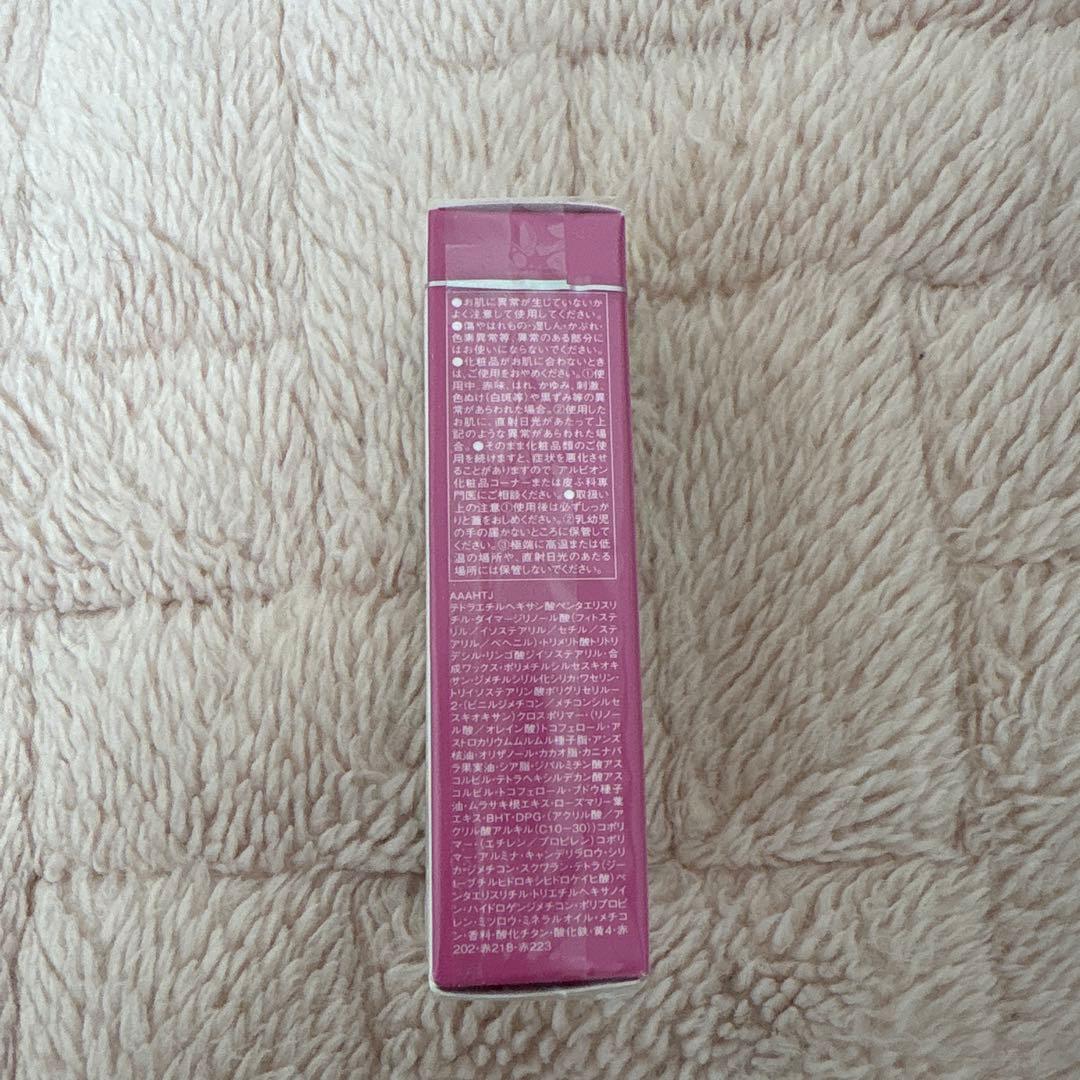 ●お肌に異常が生じていないか
よく注意して使用してください。
●傷やはれもの・湿しん・かぶれ・
色素異常等、異常のある部分に
はお使いにならないでください。
●化粧品がお肌に合わないとき
は、ご使用をおやめください。①使
用中、赤味、はれ、かゆみ、刺激、
色ぬけ(白斑等)や黒ずみ等の異
常があらわれた場合。②使用した
お肌に、直射日光があたって上
記のような異常があらわれた場
合。●そのまま化粧品類のご使
用を続けますと、症状を悪化させ
ることがありますので、アルビオン
化粧品コーナーまたは皮ふ科専
門医にご相談ください。●取扱い
上の注意①使用後は必ずしっか
りと蓋をおしめください。②乳幼児
の手の届かないところに保管して
ください。③極端に高温または低
温の場所や、直射日光のあたる
場所には保管しないでください。
AAAHTJ
テトラエチルヘキサン酸ペンタエリスリ
チル・ダイマージリノール酸(フィトステ
リル/イソステアリル/セチル/ステ
アリル/ベヘニル)・トリメリト酸トリトリ
デシル・リンゴ酸ジイソステアリル・合
成ワックス・ポリメチルシルセスキオキ
サン・ジメチルシリル化シリカ・ワセリン・
トリイソステアリン酸ポリグリセリル-
2・(ビニルジメチコン/メチコンシルセ
スキオキサン)クロスポリマー・(リノー
ル酸/オレイン酸)トコフェロール・ア
ストロカリウムムルムル種子脂・アンズ
核油・オリザノール・カカオ脂・カニナバ
ラ果実油・シア脂・ジパルミチン酸アス
コルビル・テトラヘキシルデカン酸アス
コルビル・トコフェロール・ブドウ種子
油・ムラサキ根エキス・ローズマリー葉
エキス・BHT・DPG・(アクリル酸/ア
クリル酸アルキル(C10-30))コポリ
マー・(エチレン/プロピレン)コポリ
マー・アルミナ・キャンデリラロウ・シリ
カ・ジメチコン・スクワラン・テトラ(ジ-
t-ブチルヒドロキシヒドロケイヒ酸)ペ
ンタエリスリチル・トリエチルヘキサノイ
ン・ハイドロゲンジメチコン・ポリプロピ
レン・ミツロウ・ミネラルオイル・メチコ
ン・香料・酸化チタン・酸化鉄・黄4・赤
202・赤218・赤223